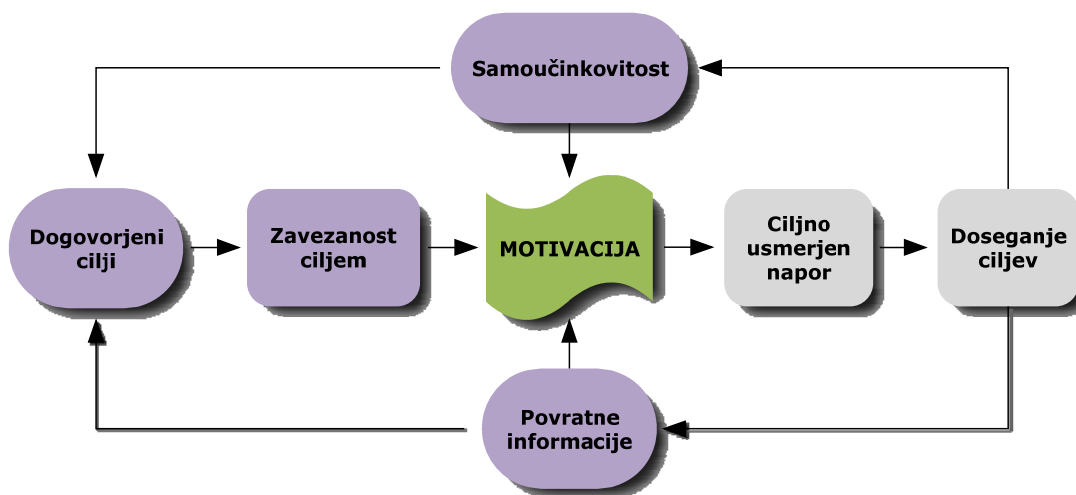 Samoučinkovitost
Dogovorjeni
cilji
Zavezanost
ciljem
MOTIVACIJA
Ciljno
usmerjen
napor
Doseganje
ciljev
Povratne
informacije